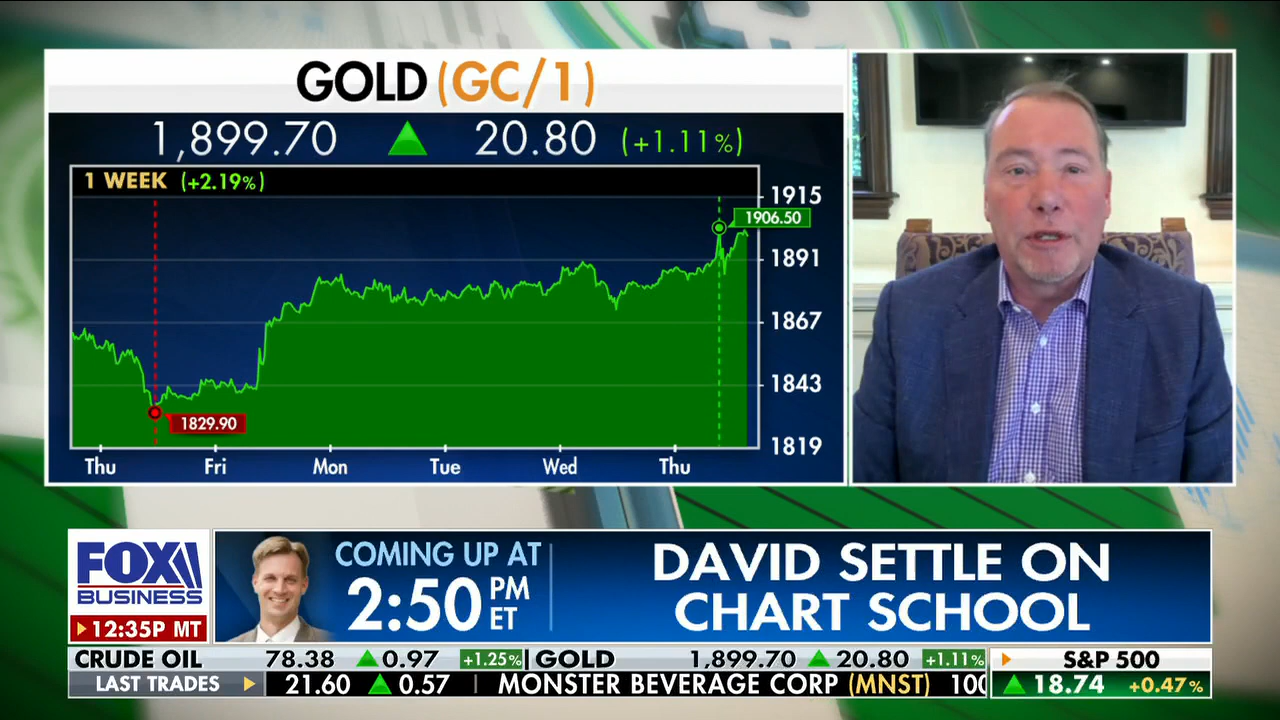 GOLD (GC/1)
1,899.70 ▲ 20.80 (+1.11%)
1 WEEK (+2.19%)
1915
1906.50
1891
1867
1843
1829.90
1819
Thu Fri Mon Tue Wed Thu
FOX
BUSINESS
12:35P MT
COMING UP AT
2:50 PM ET
DAVID SETTLE ON
CHART SCHOOL
CRUDE OIL 78.38 ▲ 0.97 +1.25% GOLD 1,899.70 ▲ 20.80 +1.11%
S&P 500
LAST TRADES 21.60 ▲ 0.57 MONSTER BEVERAGE CORP (MNST) 100
▲ 18.74 +0.47%